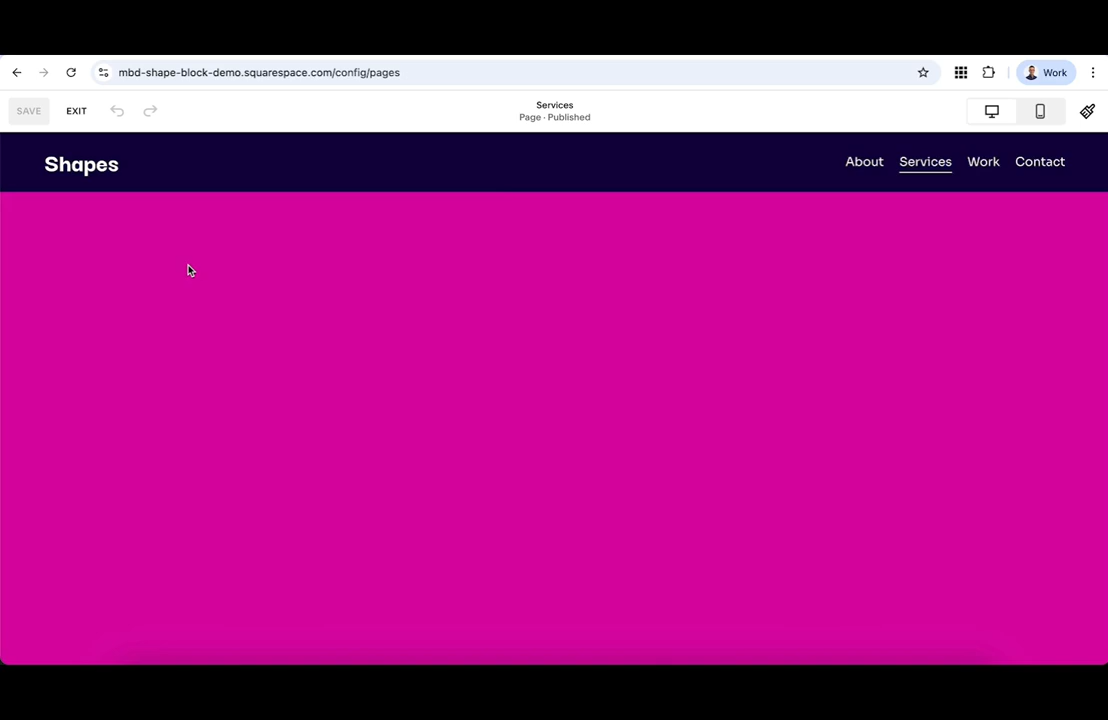 mbd-shape-block-demo.squarespace.com/config/pages
Work
SAVE
EXIT
Services
Page · Published
Shapes
About
Services
Work
Contact